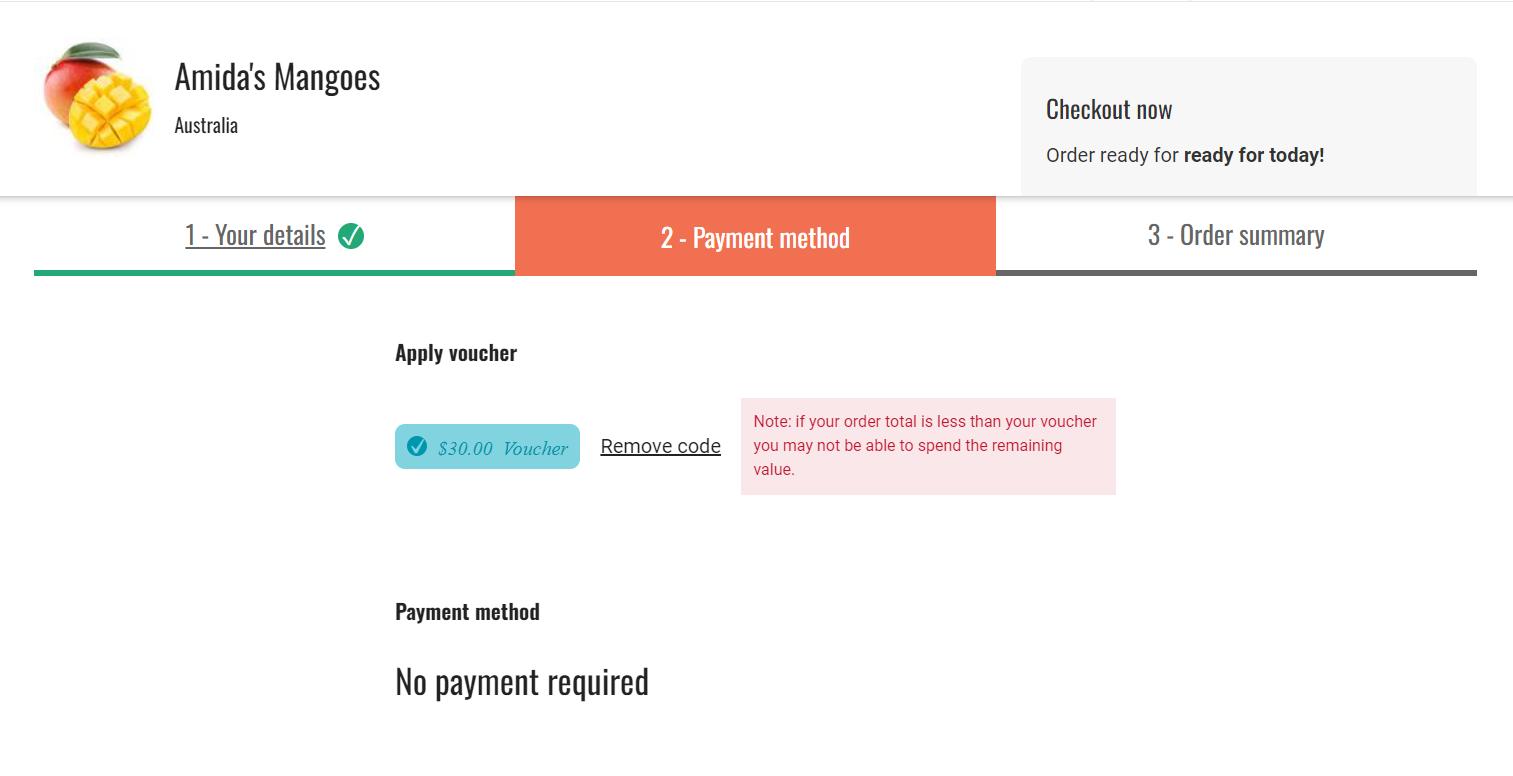 Amida's Mangoes
Australia
Checkout now
Order ready for ready for today!
1 - Your details
2 - Payment method
3 - Order summary
Apply voucher
$30.00 Voucher
Remove code
Note: if your order total is less than your voucher
you may not be able to spend the remaining
value.
Payment method
No payment required